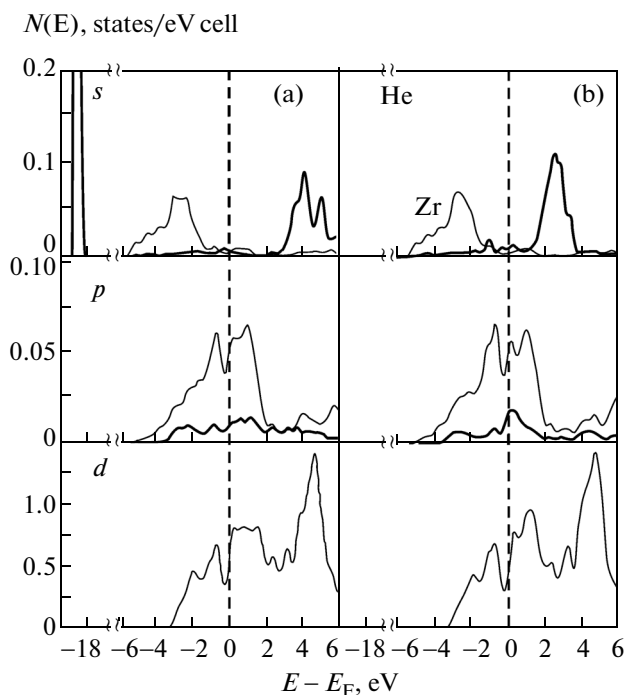 N(E), states/eV cell
0.2 s (a) He (b)
0.1
Zr
0
0.10 p
0.05
0
d
1.0
0.5
0
−18 −6 −4 −2 0 2 4 6 −18 −6 −4 −2 0 2 4 6
E − E_F, eV